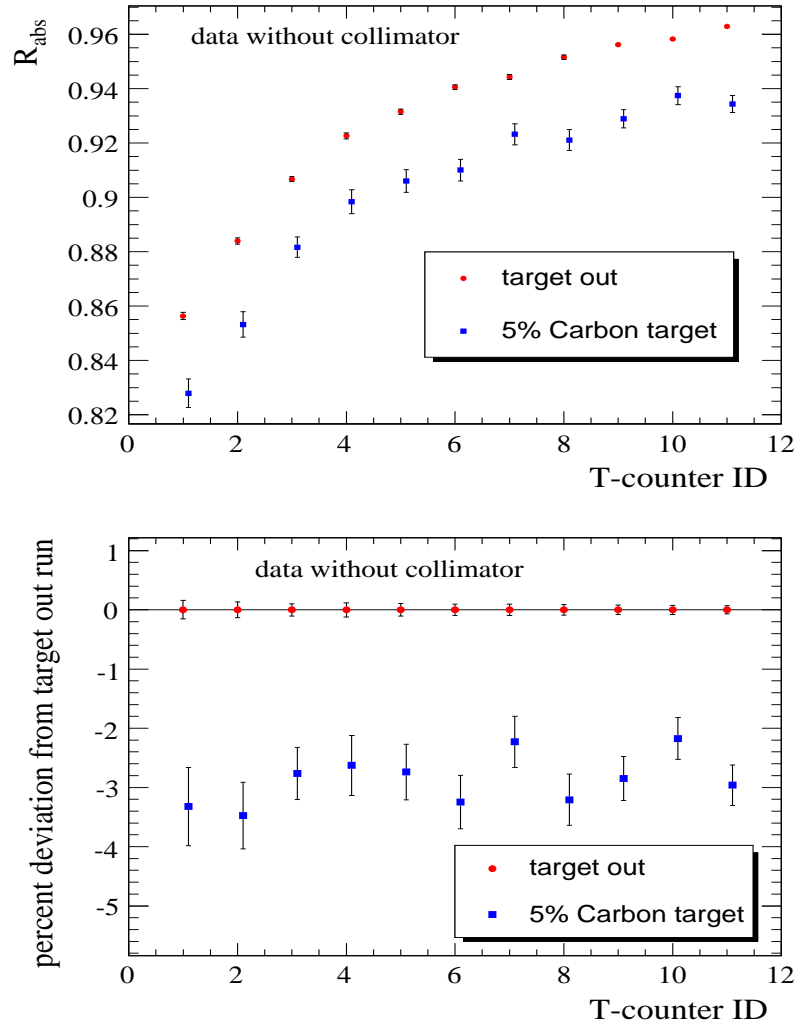 R_abs
data without collimator
0.96
0.94
0.92
0.9
0.88
0.86
0.84
0.82
target out
5% Carbon target
0 2 4 6 8 10 12
T-counter ID
percent deviation from target out run
data without collimator
1
0
-1
-2
-3
-4
-5
target out
5% Carbon target
0 2 4 6 8 10 12
T-counter ID